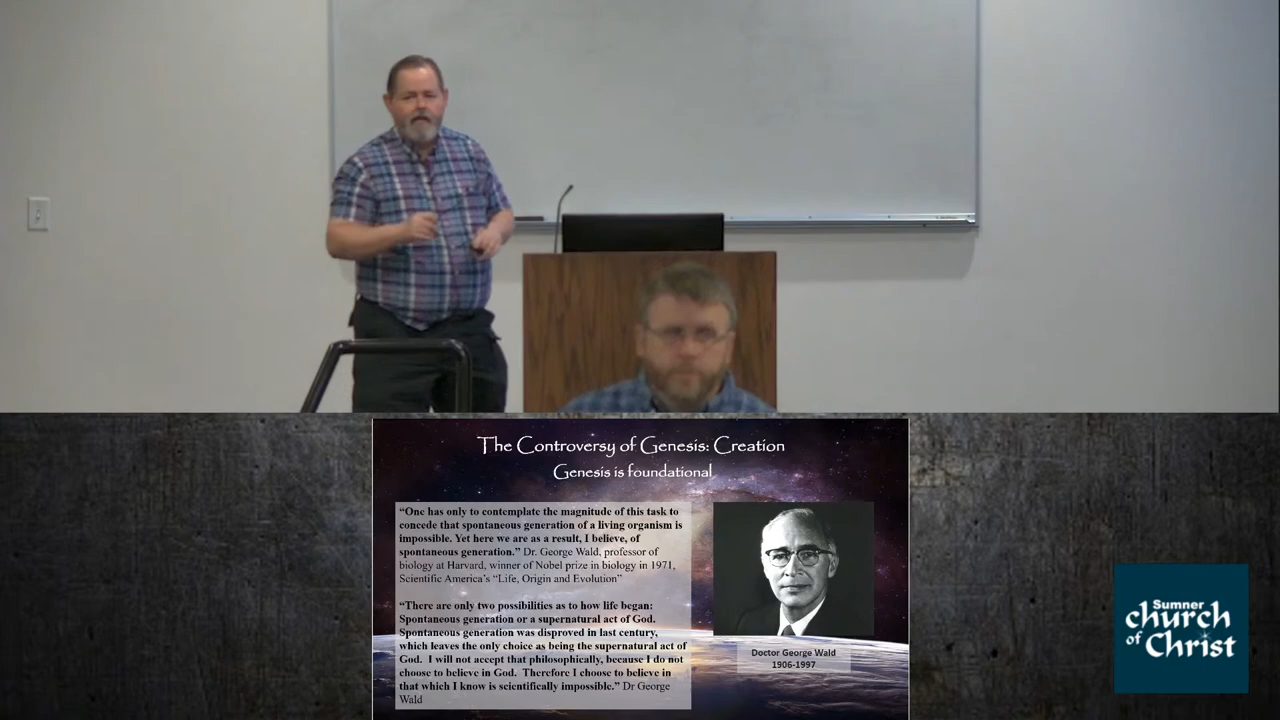 The Controversy of Genesis: Creation
Genesis is foundational
“One has only to contemplate the magnitude of this task to
concede that spontaneous generation of a living organism is
impossible. Yet here we are as a result, I believe, of
spontaneous generation.” Dr. George Wald, professor of
biology at Harvard, winner of Nobel prize in biology in 1971,
Scientific America’s “Life, Origin and Evolution”
“There are only two possibilities as to how life began:
Spontaneous generation or a supernatural act of God.
Spontaneous generation was disproved in last century,
which leaves the only choice as being the supernatural act of
God.  I will not accept that philosophically, because I do not
choose to believe in God.  Therefore I choose to believe in
that which I know is scientifically impossible.” Dr George
Wald
Doctor George Wald
1906-1997
Sumner
church
of Christ